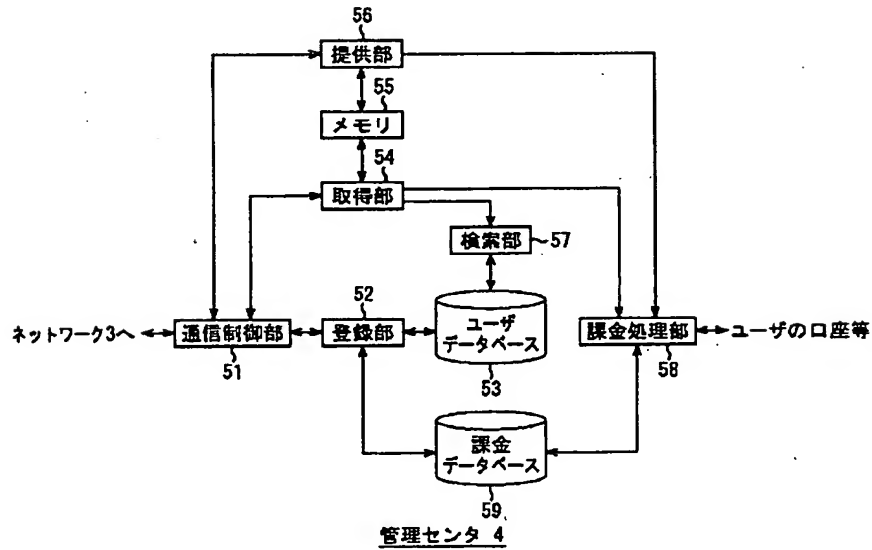 56
提供部
55
メモリ
54
取得部
検索部
57
52
ネットワーク3へ
通信制御部
登録部
ユーザ
データベース
課金処理部
ユーザの口座等
51
53
58
課金
データベース
59
管理センタ 4